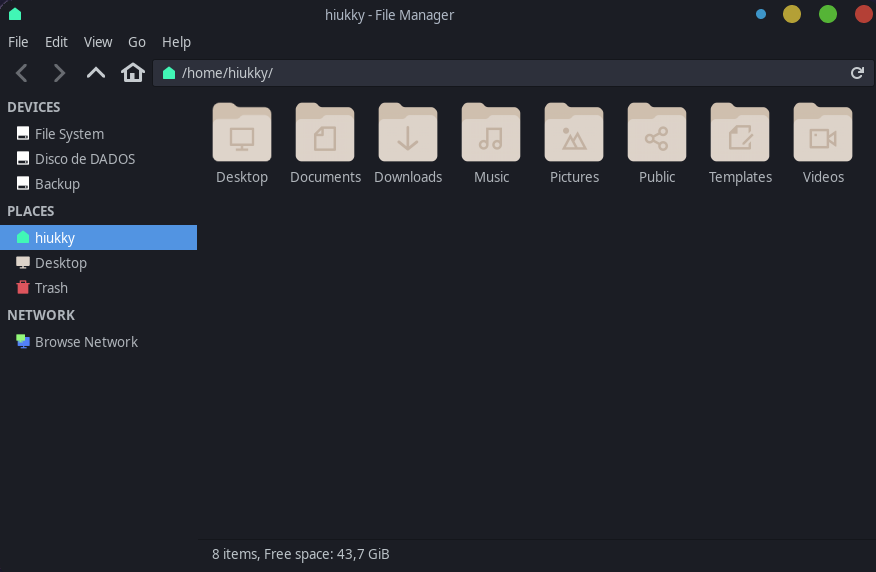 hiukky - File Manager
File Edit View Go Help
/home/hiukky/
DEVICES
File System
Disco de DADOS
Backup
PLACES
hiukky
Desktop
Trash
NETWORK
Browse Network
Desktop Documents Downloads Music Pictures Public Templates Videos
8 items, Free space: 43,7 GiB